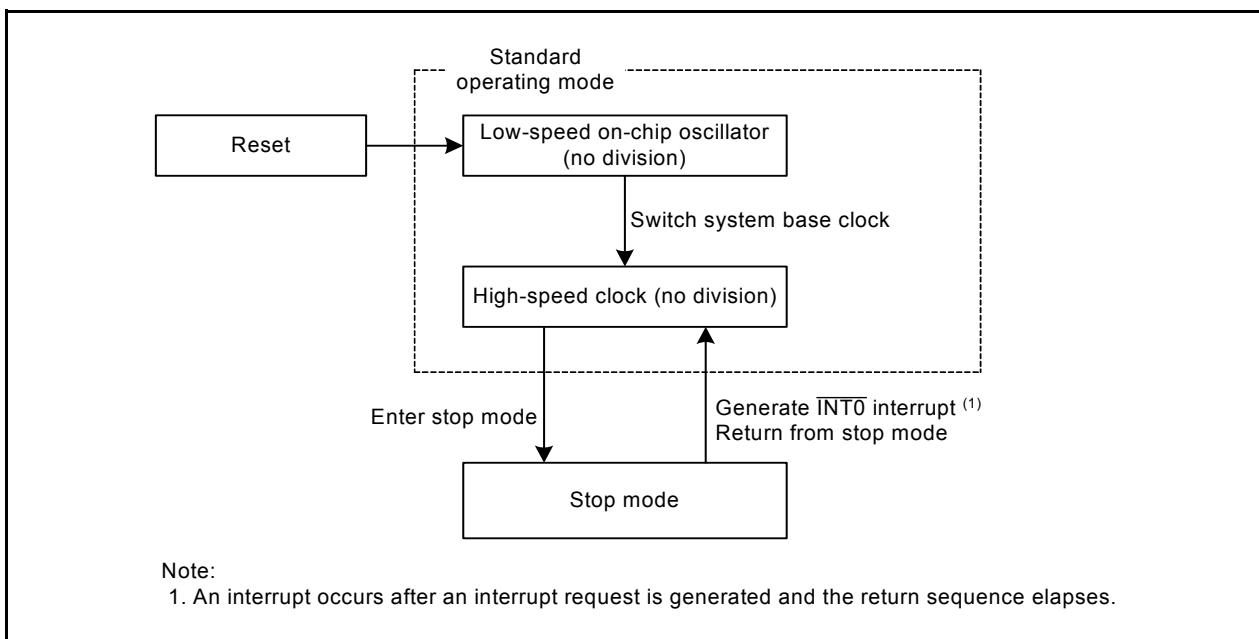 Standard
operating mode
Reset
Low-speed on-chip oscillator
(no division)
Switch system base clock
High-speed clock (no division)
Enter stop mode
Generate I̅N̅T̅0̅ interrupt (1)
Return from stop mode
Stop mode
Note:
1. An interrupt occurs after an interrupt request is generated and the return sequence elapses.